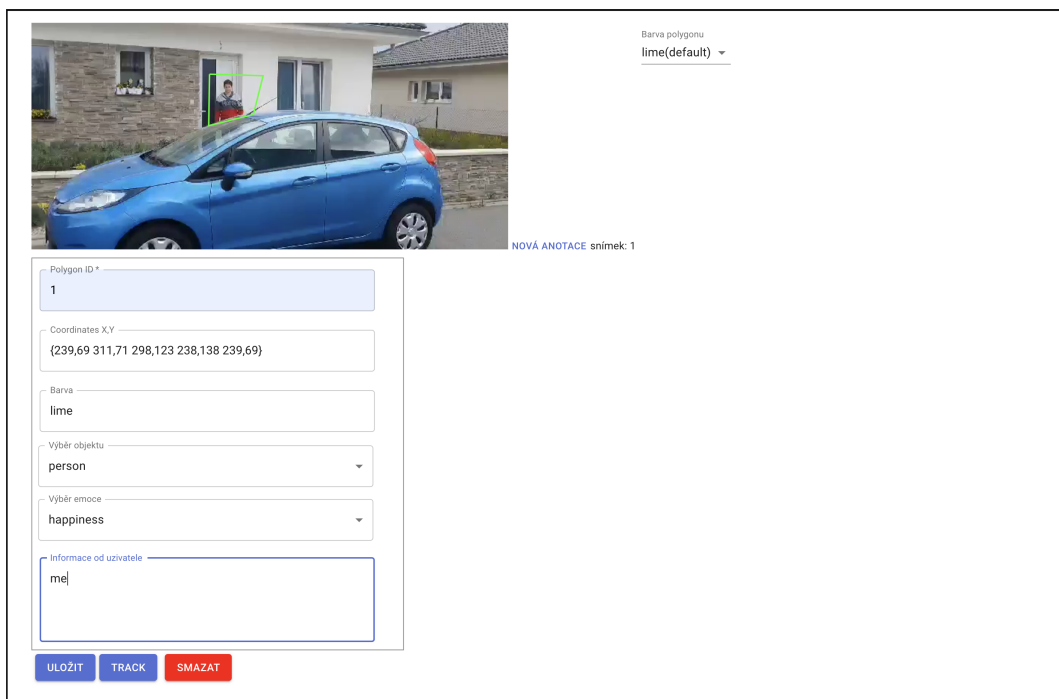 Barva polygonu
lime(default)
NOVÁ ANOTACE snímek: 1
Polygon ID *
1
Coordinates X,Y
{239,69 311,71 298,123 238,138 239,69}
Barva
lime
Výběr objektu
person
Výběr emoce
happiness
Informace od uzivatele
me
ULOŽIT TRACK SMAZAT